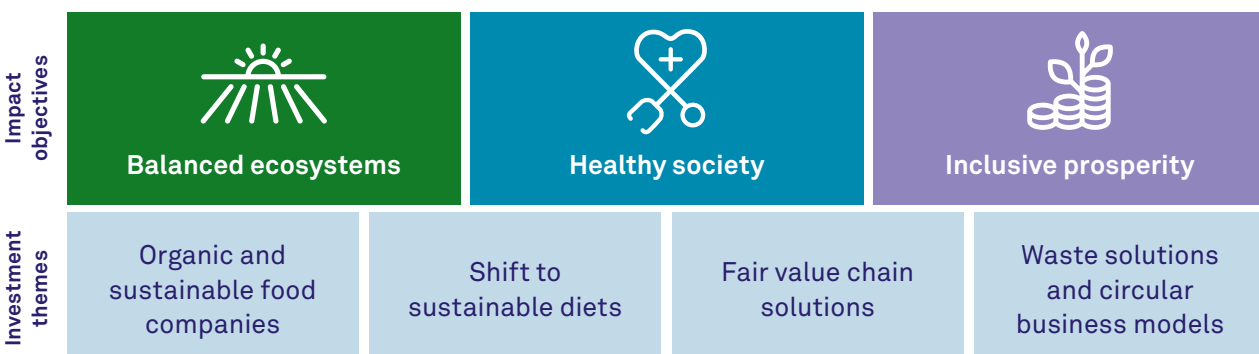 Impact
objectives
Balanced ecosystems
Healthy society
Inclusive prosperity
Investment
themes
Organic and
sustainable food
companies
Shift to
sustainable diets
Fair value chain
solutions
Waste solutions
and circular
business models